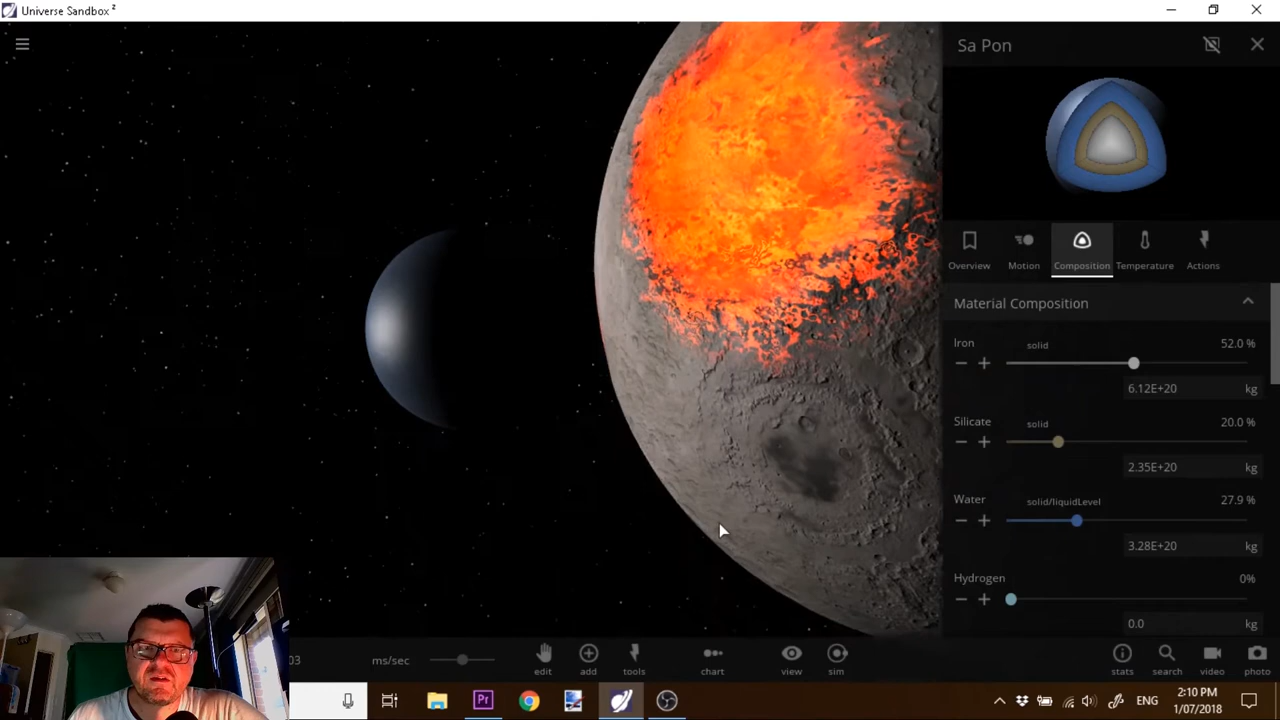 Universe Sandbox ²
Sa Pon
Overview
Motion
Composition
Temperature
Actions
Material Composition
Iron
solid
52.0 %
6.12E+20 kg
Silicate
solid
20.0 %
2.35E+20 kg
Water
solid/liquidLevel
27.9 %
3.28E+20 kg
Hydrogen
0%
0.0 kg
03 ms/sec
edit
add
tools
chart
view
sim
stats
search
video
photo
Pr
ENG
2:10 PM
1/07/2018